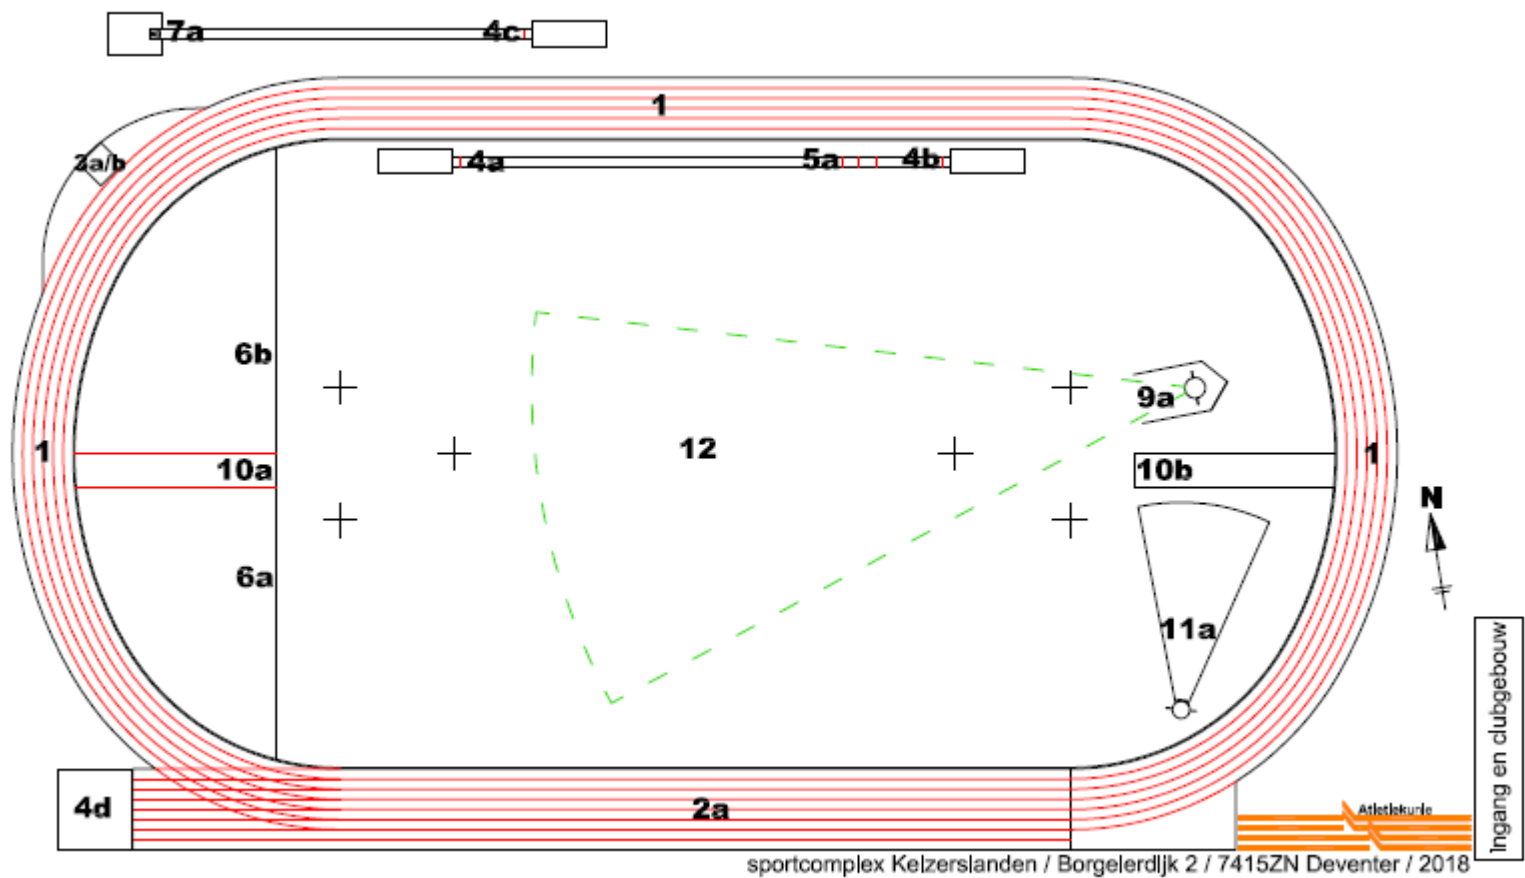 7a 4c
1
3a/b 4a 5a 4b
6b
9a
1 12 1
10a 10b
N
6a
11a
4d 2a
Atletiekunie
Ingang en clubgebouw
sportcomplex Keizerslanden / Borgelerdijk 2 / 7415ZN Deventer / 2018